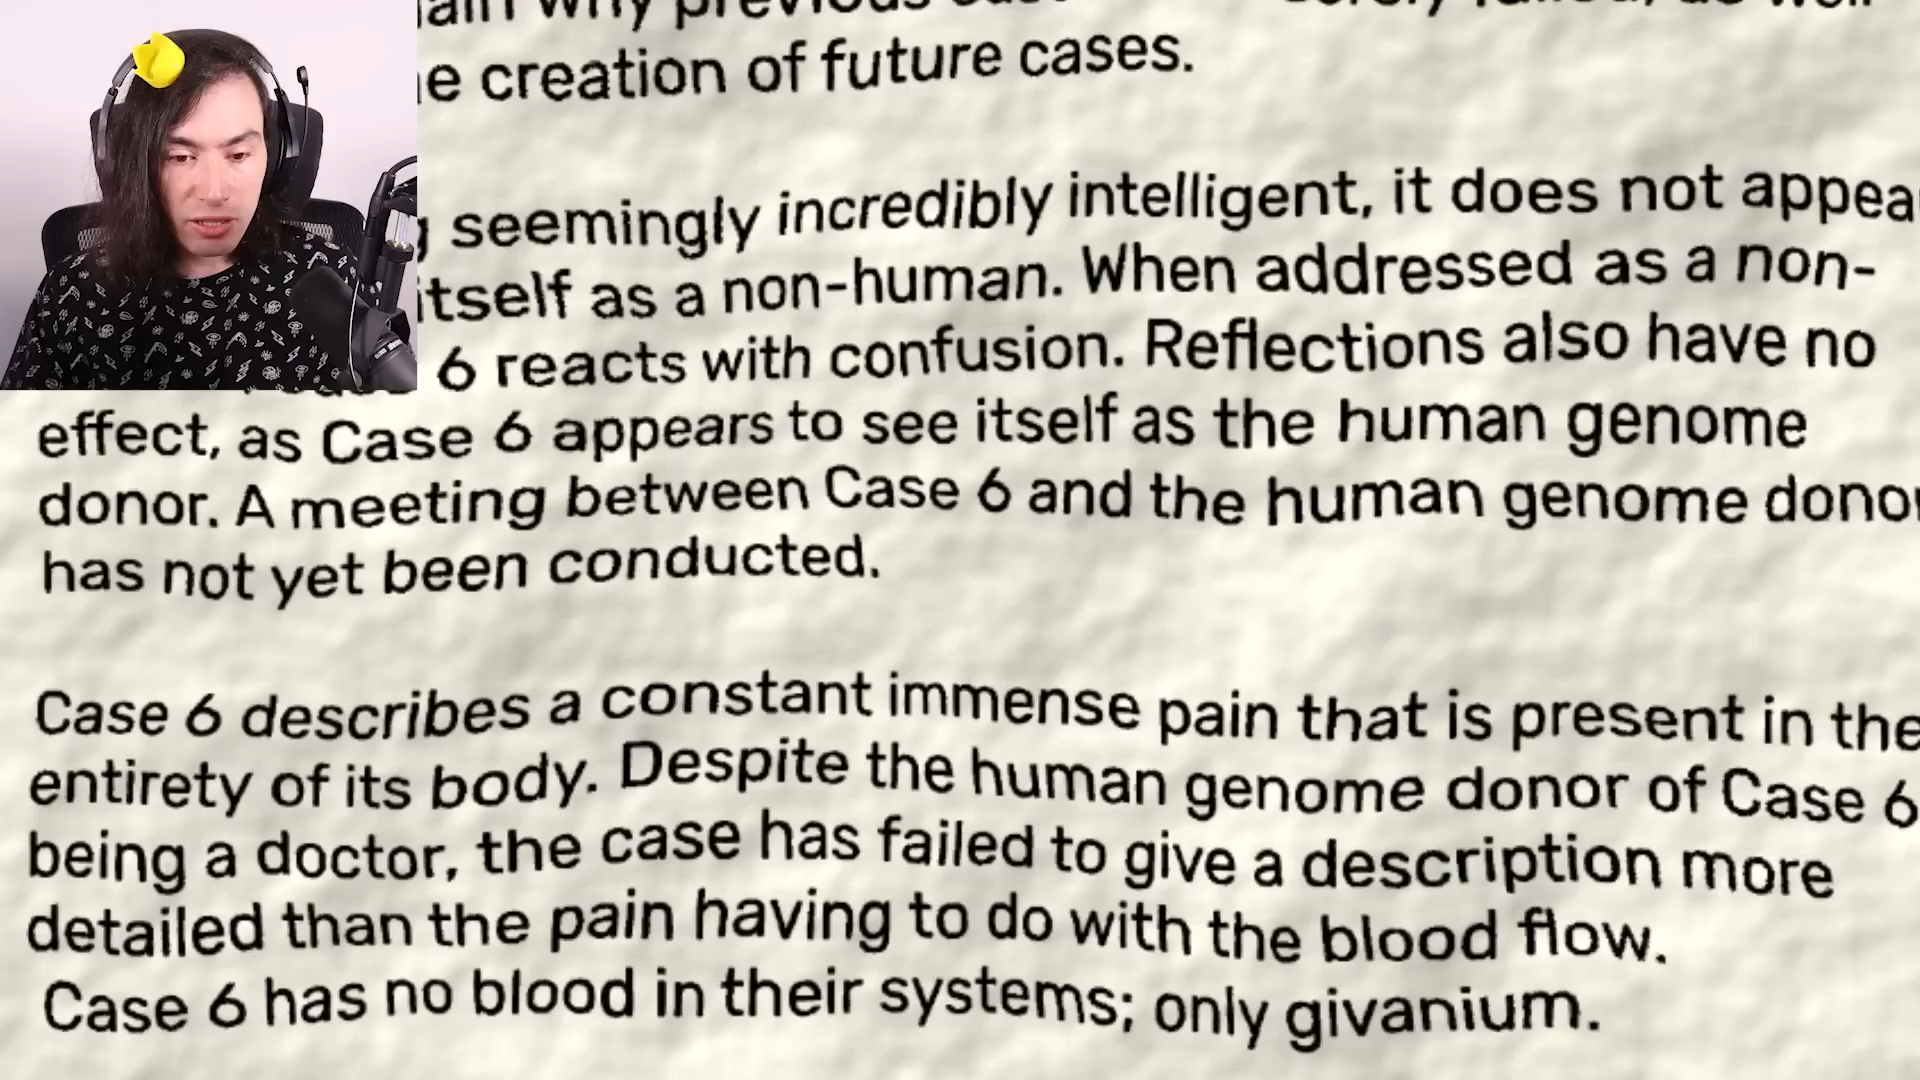 why previous
e creation of future cases.
seemingly incredibly intelligent, it does not appea
itself as a non-human. When addressed as a non-
6 reacts with confusion. Reflections also have no
effect, as Case 6 appears to see itself as the human genome
donor. A meeting between Case 6 and the human genome dono
has not yet been conducted.
Case 6 describes a constant immense pain that is present in the
entirety of its body. Despite the human genome donor of Case 6
being a doctor, the case has failed to give a description more
detailed than the pain having to do with the blood flow.
Case 6 has no blood in their systems; only givanium.